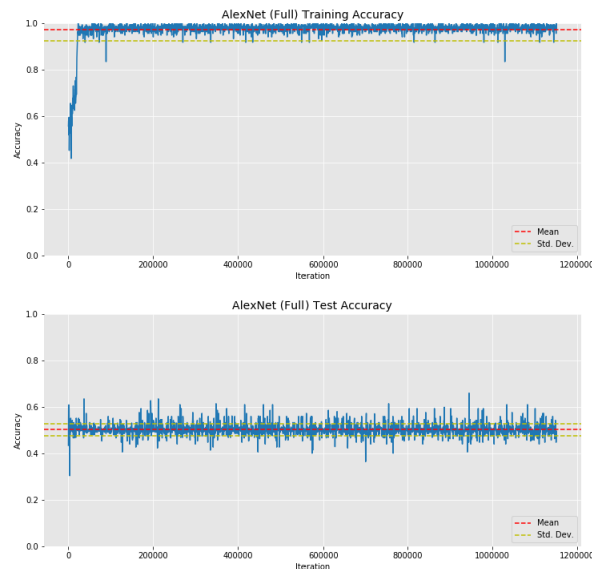 AlexNet (Full) Training Accuracy
1.0
0.8
0.6
0.4
0.2
0.0
Accuracy
0
200000
400000
600000
800000
1000000
1200000
Iteration
Mean
Std. Dev.
AlexNet (Full) Test Accuracy
1.0
0.8
0.6
0.4
0.2
0.0
Accuracy
0
200000
400000
600000
800000
1000000
1200000
Iteration
Mean
Std. Dev.